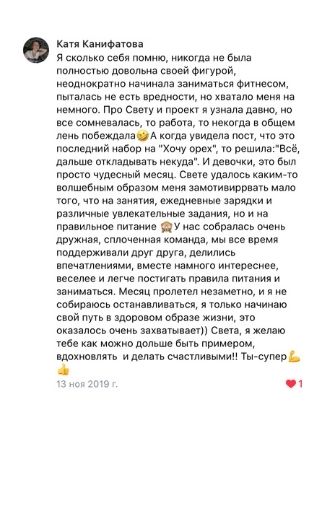 Катя Канифатова
Я сколько себя помню, никогда не была
полностью довольна своей фигурой,
неоднократно начинала заниматься фитнесом,
пыталась не есть вредности, но хватало меня на
немного. Про Свету и проект я узнала давно, но
все сомневалась, то работа, то некогда в общем
лень побеждала🤣А когда увидела пост, что это
последний набор на "Хочу орех", то решила:"Всё,
дальше откладывать некуда". И девочки, это был
просто чудесный месяц. Свете удалось каким-то
волшебным образом меня замотивиррвать мало
того, что на занятия, ежедневные зарядки и
различные увлекательные задания, но и на
правильное питание 🙈У нас собралась очень
дружная, сплоченная команда, мы все время
поддерживали друг друга, делились
впечатлениями, вместе намного интереснее,
веселее и легче постигать правила питания и
заниматься. Месяц пролетел незаметно, и я не
собираюсь останавливаться, я только начинаю
свой путь в здоровом образе жизни, это
оказалось очень захватывает)) Света, я желаю
тебе как можно дольше быть примером,
вдохновлять и делать счастливыми!! Ты-супер💪
👍
13 ноя 2019 г. ❤1